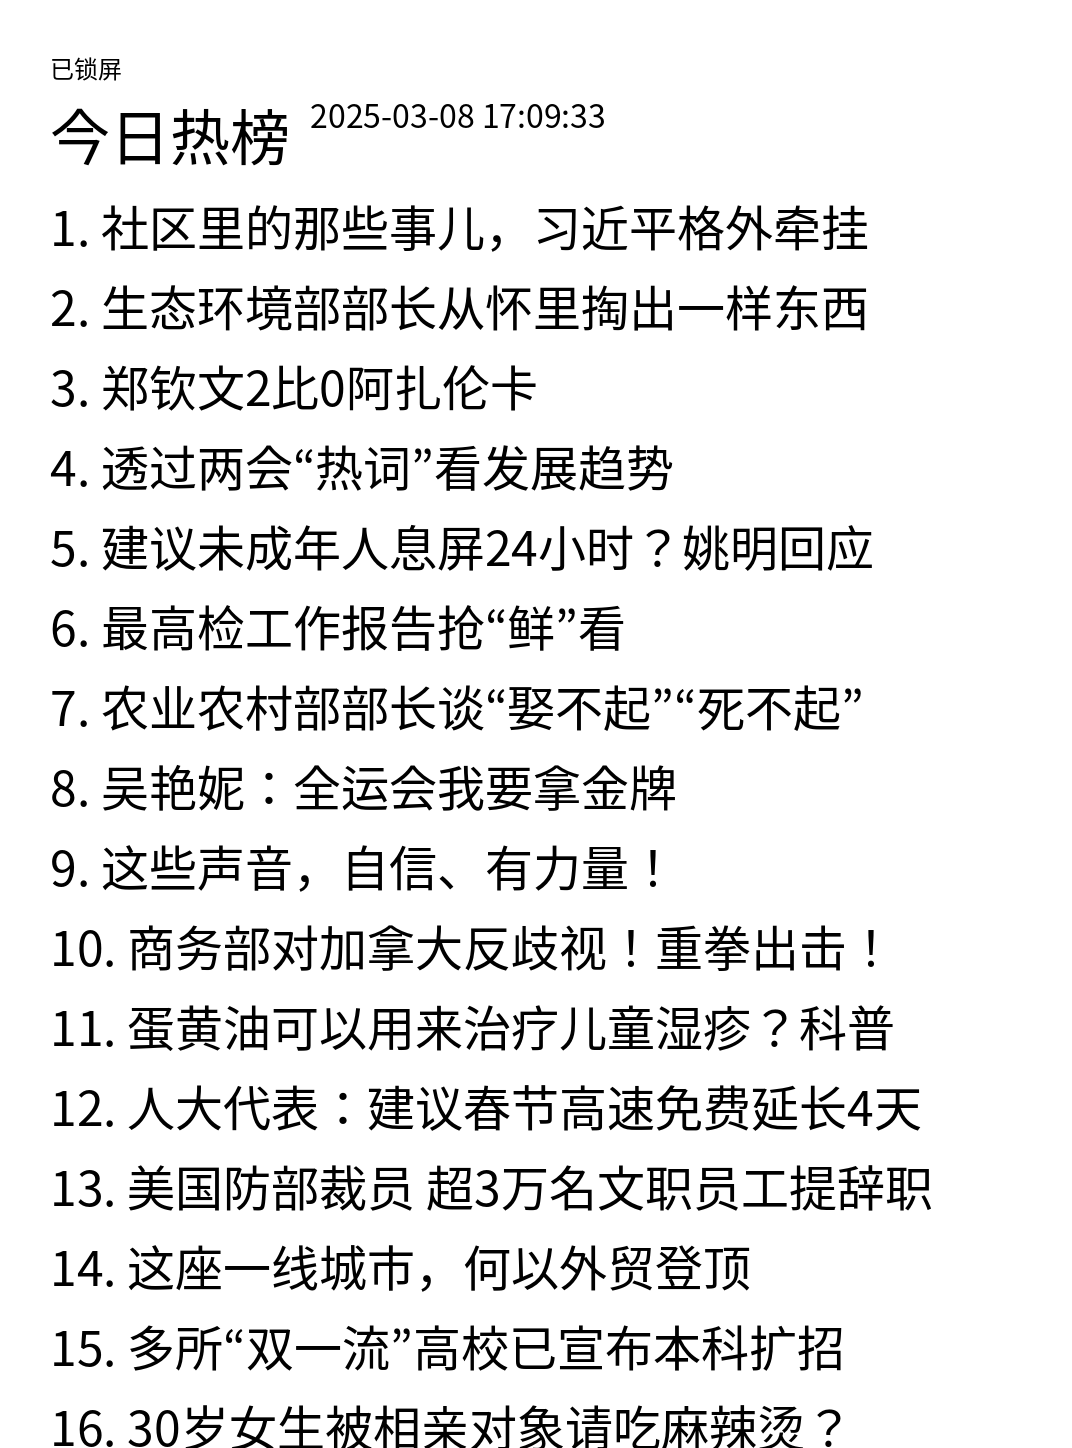 已锁屏
今日热榜 2025-03-08 17:09:33
1. 社区里的那些事儿，习近平格外牵挂
2. 生态环境部部长从怀里掏出一样东西
3. 郑钦文2比0阿扎伦卡
4. 透过两会“热词”看发展趋势
5. 建议未成年人息屏24小时？姚明回应
6. 最高检工作报告抢“鲜”看
7. 农业农村部部长谈“娶不起”“死不起”
8. 吴艳妮：全运会我要拿金牌
9. 这些声音，自信、有力量！
10. 商务部对加拿大反歧视！重拳出击！
11. 蛋黄油可以用来治疗儿童湿疹？科普
12. 人大代表：建议春节高速免费延长4天
13. 美国防部裁员 超3万名文职员工提辞职
14. 这座一线城市，何以外贸登顶
15. 多所“双一流”高校已宣布本科扩招
16. 30岁女生被相亲对象请吃麻辣烫？